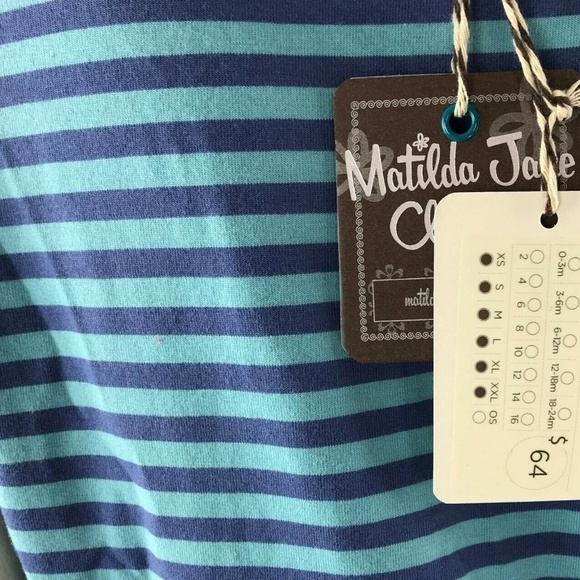 Matilda Jane
0-3m 3-6m 6-12m 12-18m 18-24m
2 4 6 8 10 12 14 16
XS S M L XL XXL OS
$ 64